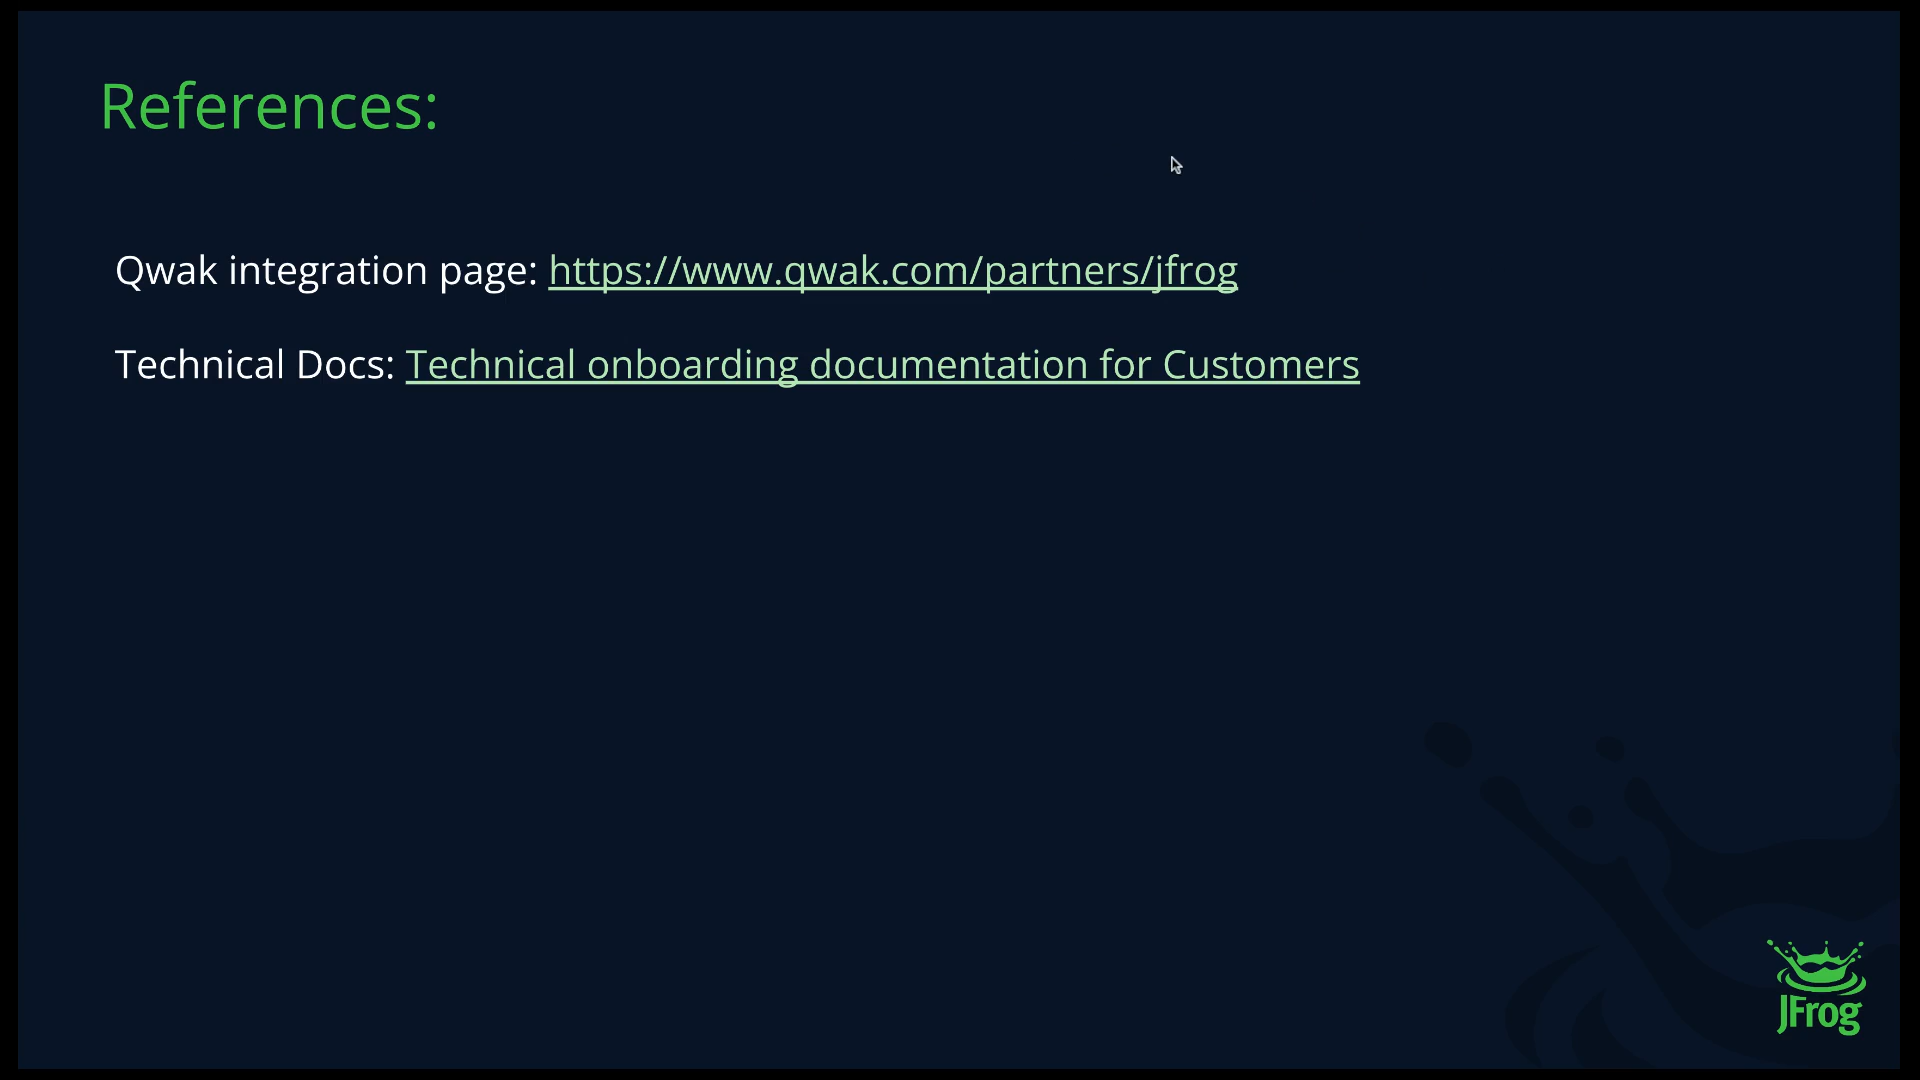 References:
Qwak integration page: https://www.qwak.com/partners/jfrog
Technical Docs: Technical onboarding documentation for Customers
JFrog